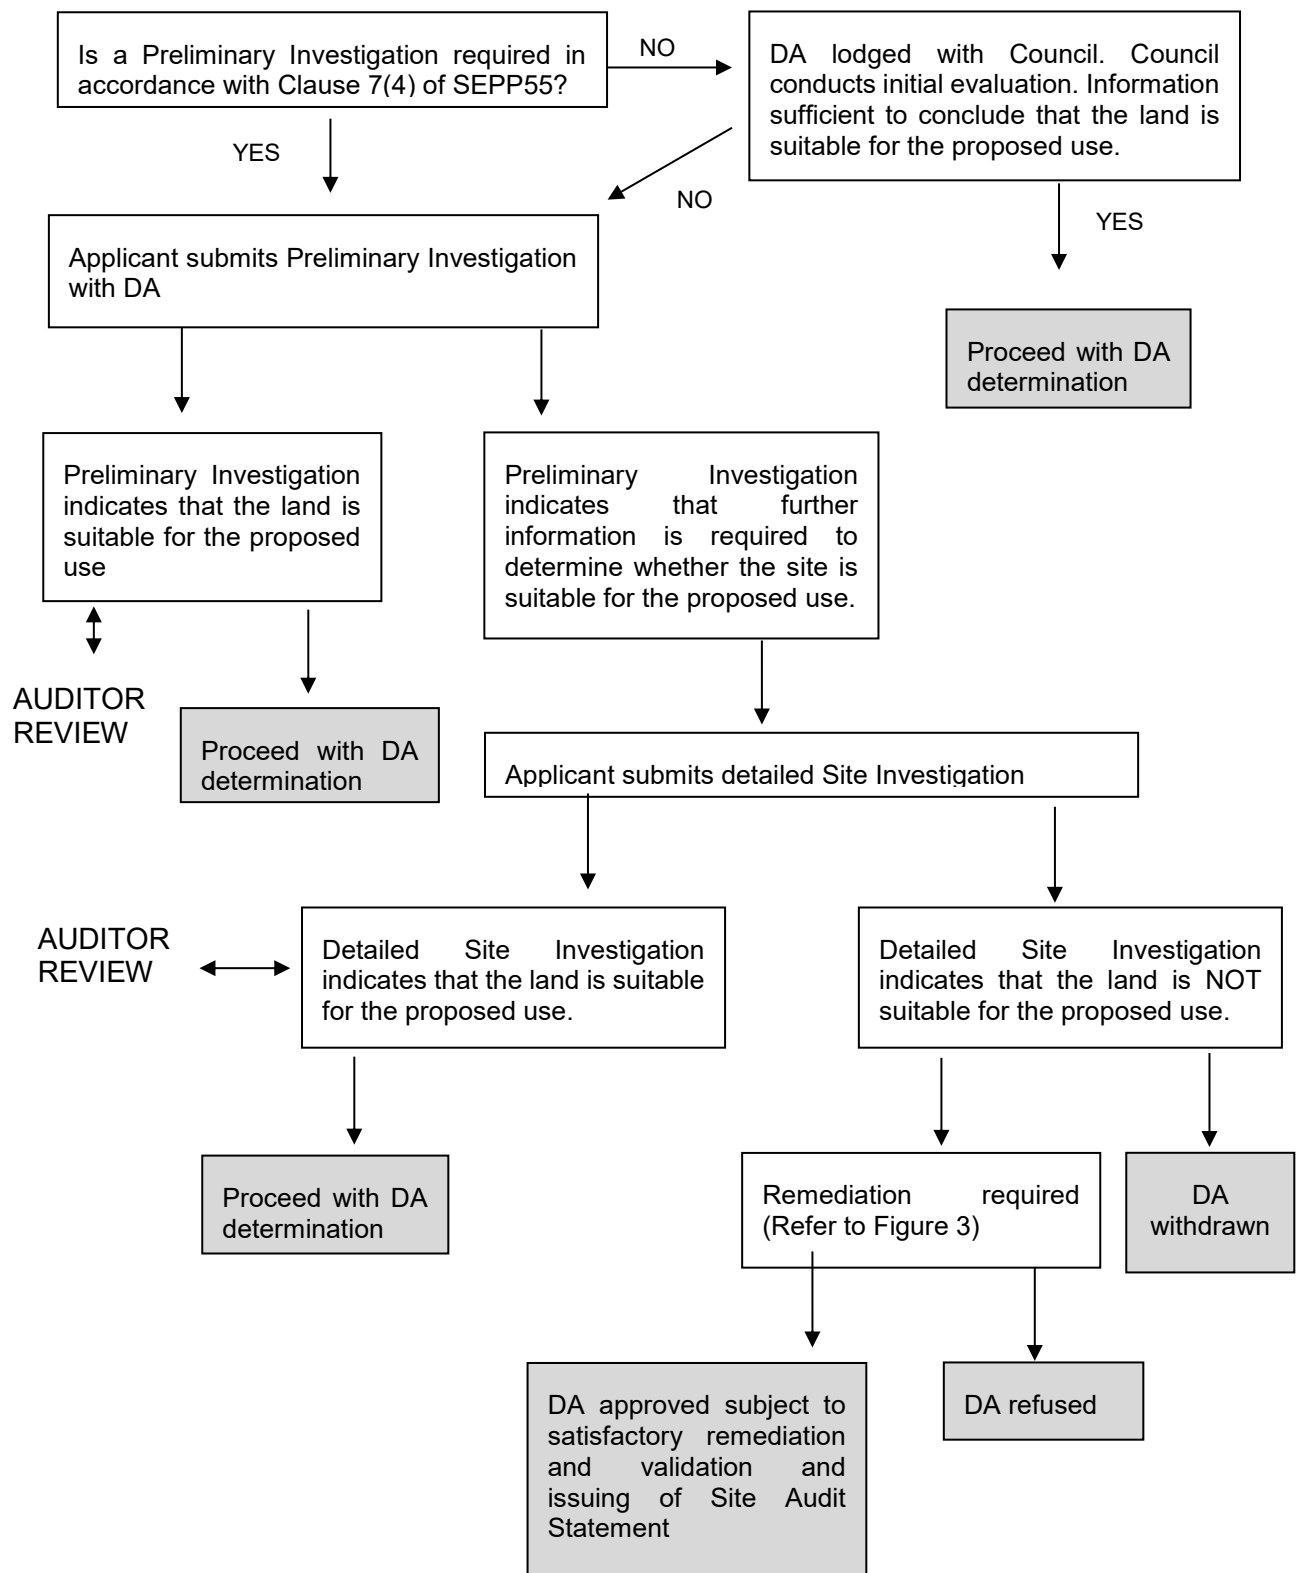 Is a Preliminary Investigation required in
accordance with Clause 7(4) of SEPP55?
NO
DA lodged with Council. Council
conducts initial evaluation. Information
sufficient to conclude that the land is
suitable for the proposed use.
YES
NO
YES
Applicant submits Preliminary Investigation
with DA
Proceed with DA
determination
Preliminary Investigation
indicates that the land is
suitable for the proposed
use
Preliminary Investigation
indicates that further
information is required to
determine whether the site is
suitable for the proposed use.
AUDITOR
REVIEW
Proceed with DA
determination
Applicant submits detailed Site Investigation
AUDITOR
REVIEW
Detailed Site Investigation
indicates that the land is suitable
for the proposed use.
Detailed Site Investigation
indicates that the land is NOT
suitable for the proposed use.
Proceed with DA
determination
Remediation required
(Refer to Figure 3)
DA
withdrawn
DA approved subject to
satisfactory remediation
and validation and
issuing of Site Audit
Statement
DA refused